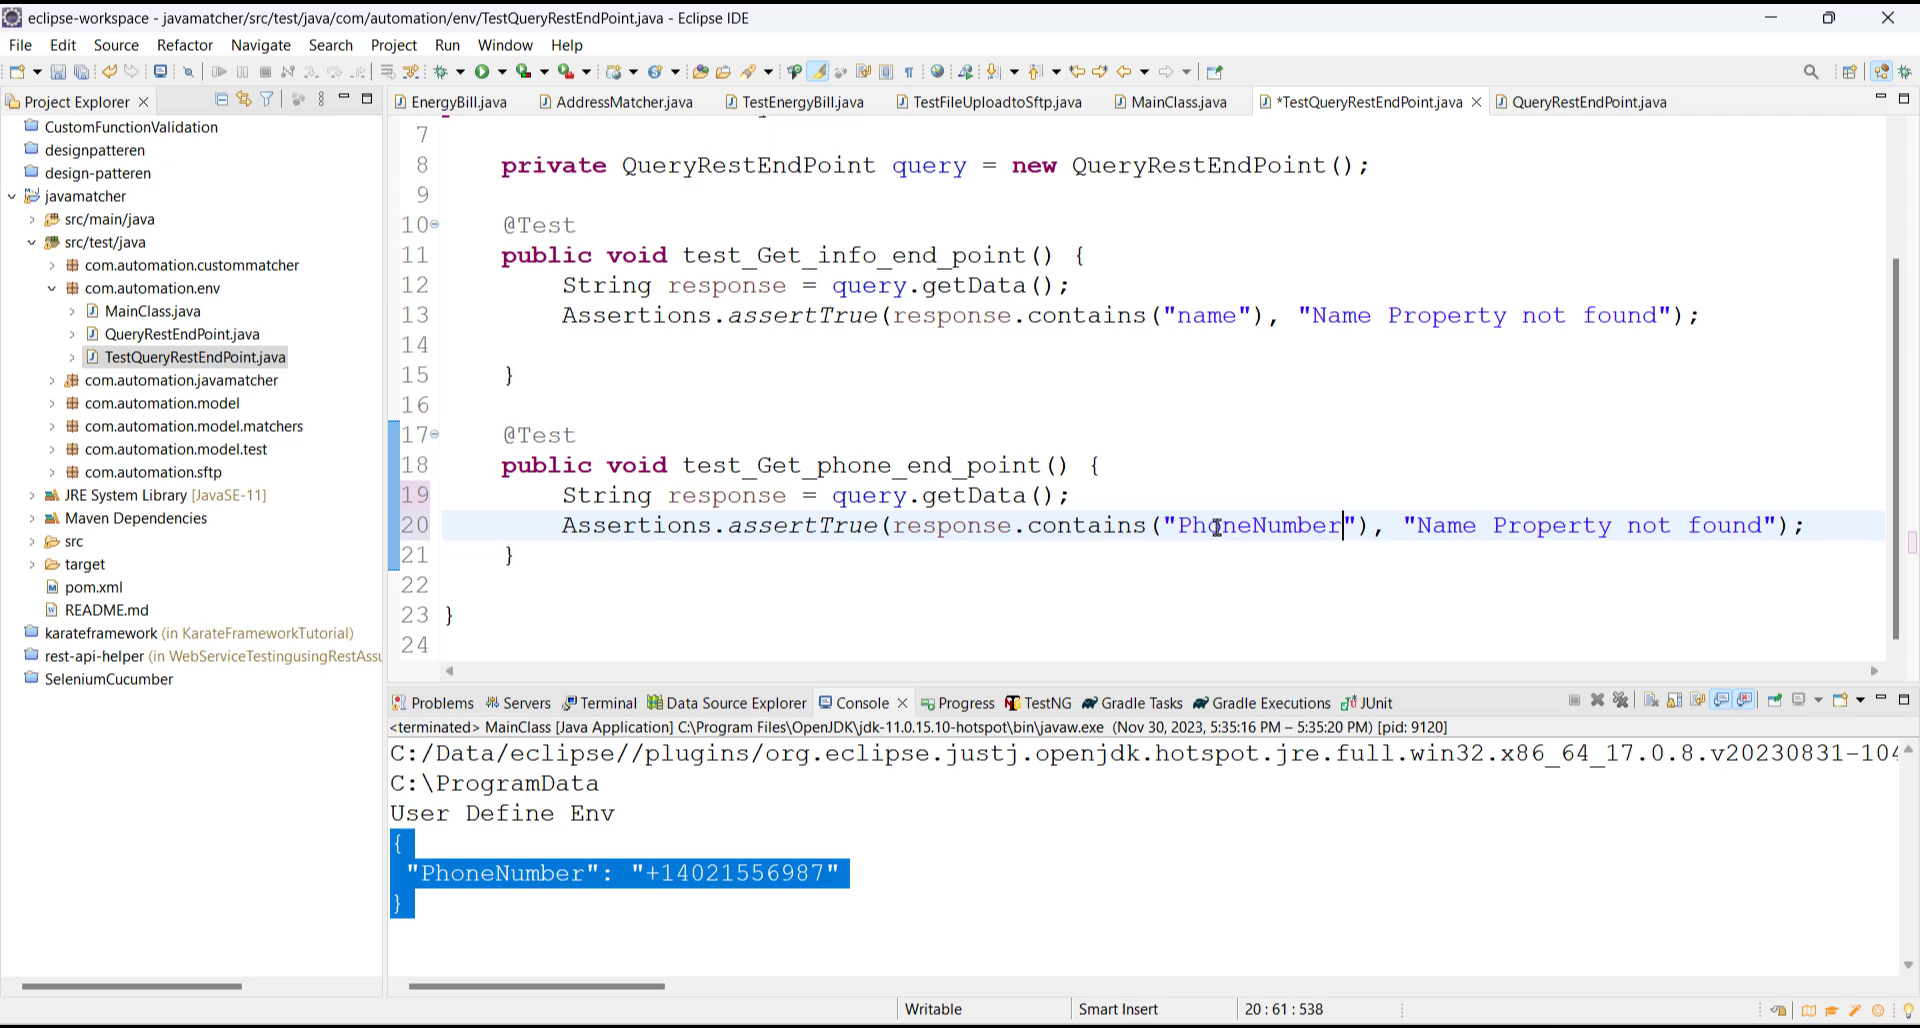 eclipse-workspace - javamatcher/src/test/java/com/automation/env/TestQueryRestEndPoint.java - Eclipse IDE
File Edit Source Refactor Navigate Search Project Run Window Help
Project Explorer
EnergyBill.java AddressMatcher.java TestEnergyBill.java TestFileUploadtoSftp.java MainClass.java *TestQueryRestEndPoint.java QueryRestEndPoint.java
CustomFunctionValidation
designpatteren
design-patteren
javamatcher
src/main/java
src/test/java
com.automation.custommatcher
com.automation.env
MainClass.java
QueryRestEndPoint.java
TestQueryRestEndPoint.java
com.automation.javamatcher
com.automation.model
com.automation.model.matchers
com.automation.model.test
com.automation.sftp
JRE System Library [JavaSE-11]
Maven Dependencies
src
target
pom.xml
README.md
karateframework (in KarateFrameworkTutorial)
rest-api-helper (in WebServiceTestingusingRestAssu
SeleniumCucumber
7
8 private QueryRestEndPoint query = new QueryRestEndPoint();
9
10 @Test
11 public void test_Get_info_end_point() {
12 String response = query.getData();
13 Assertions.assertTrue(response.contains("name"), "Name Property not found");
14
15 }
16
17 @Test
18 public void test_Get_phone_end_point() {
19 String response = query.getData();
20 Assertions.assertTrue(response.contains("PhoneNumber"), "Name Property not found");
21 }
22
23 }
24
Problems Servers Terminal Data Source Explorer Console Progress TestNG Gradle Tasks Gradle Executions JUnit
<terminated> MainClass [Java Application] C:\Program Files\OpenJDK\jdk-11.0.15.10-hotspot\bin\javaw.exe (Nov 30, 2023, 5:35:16 PM – 5:35:20 PM) [pid: 9120]
C:/Data/eclipse//plugins/org.eclipse.justj.openjdk.hotspot.jre.full.win32.x86_64_17.0.8.v20230831-104
C:\ProgramData
User Define Env
{
"PhoneNumber": "+14021556987"
}
Writable Smart Insert 20 : 61 : 538